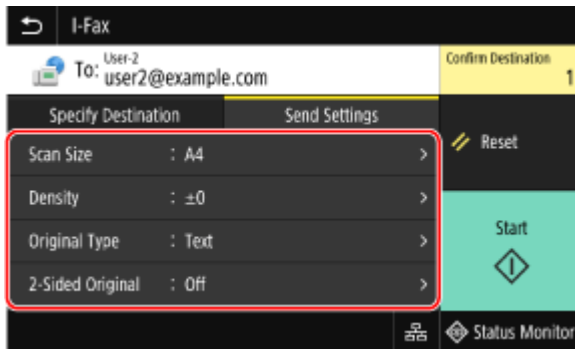 I-Fax
To: User-2
user2@example.com
Confirm Destination
1
Specify Destination
Send Settings
Scan Size : A4
Density : ±0
Original Type : Text
2-Sided Original : Off
Reset
Start
Status Monitor